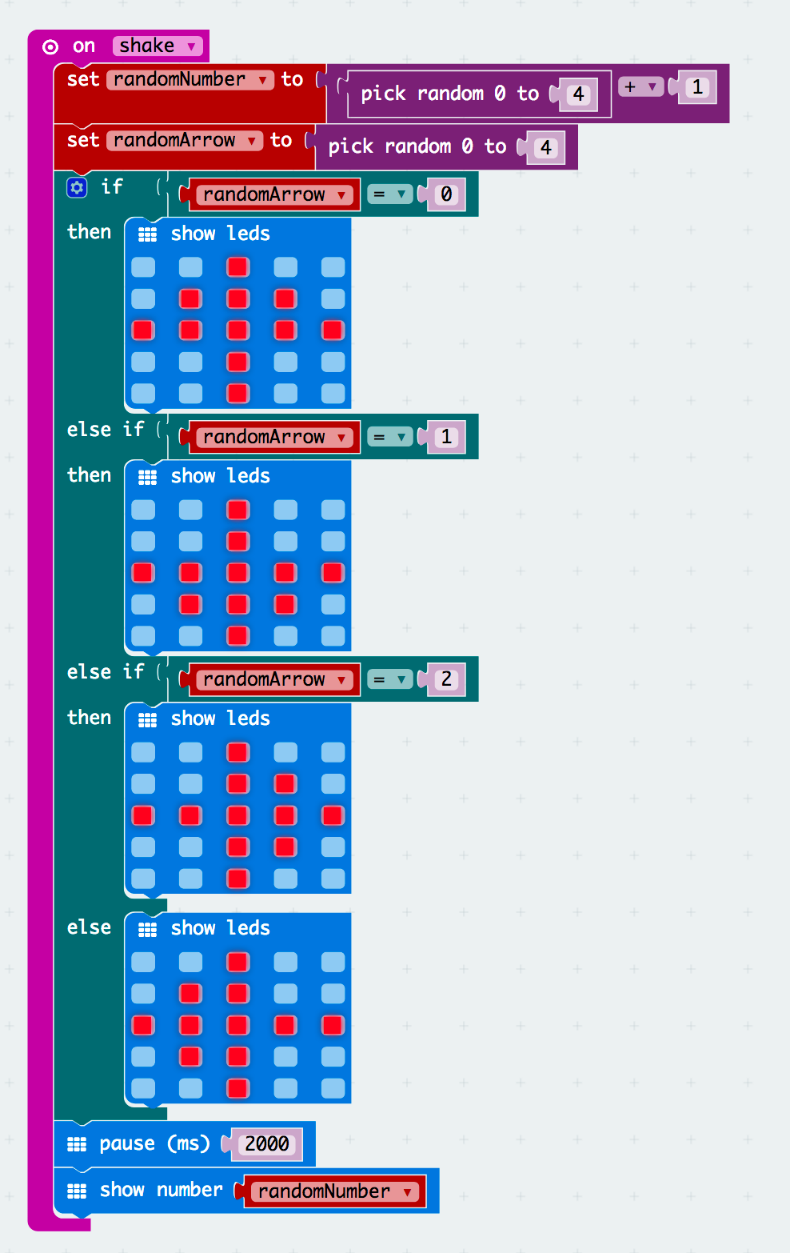 on shake
set randomNumber to pick random 0 to 4 + 1
set randomArrow to pick random 0 to 4
if randomArrow = 0
then show leds
else if randomArrow = 1
then show leds
else if randomArrow = 2
then show leds
else show leds
pause (ms) 2000
show number randomNumber